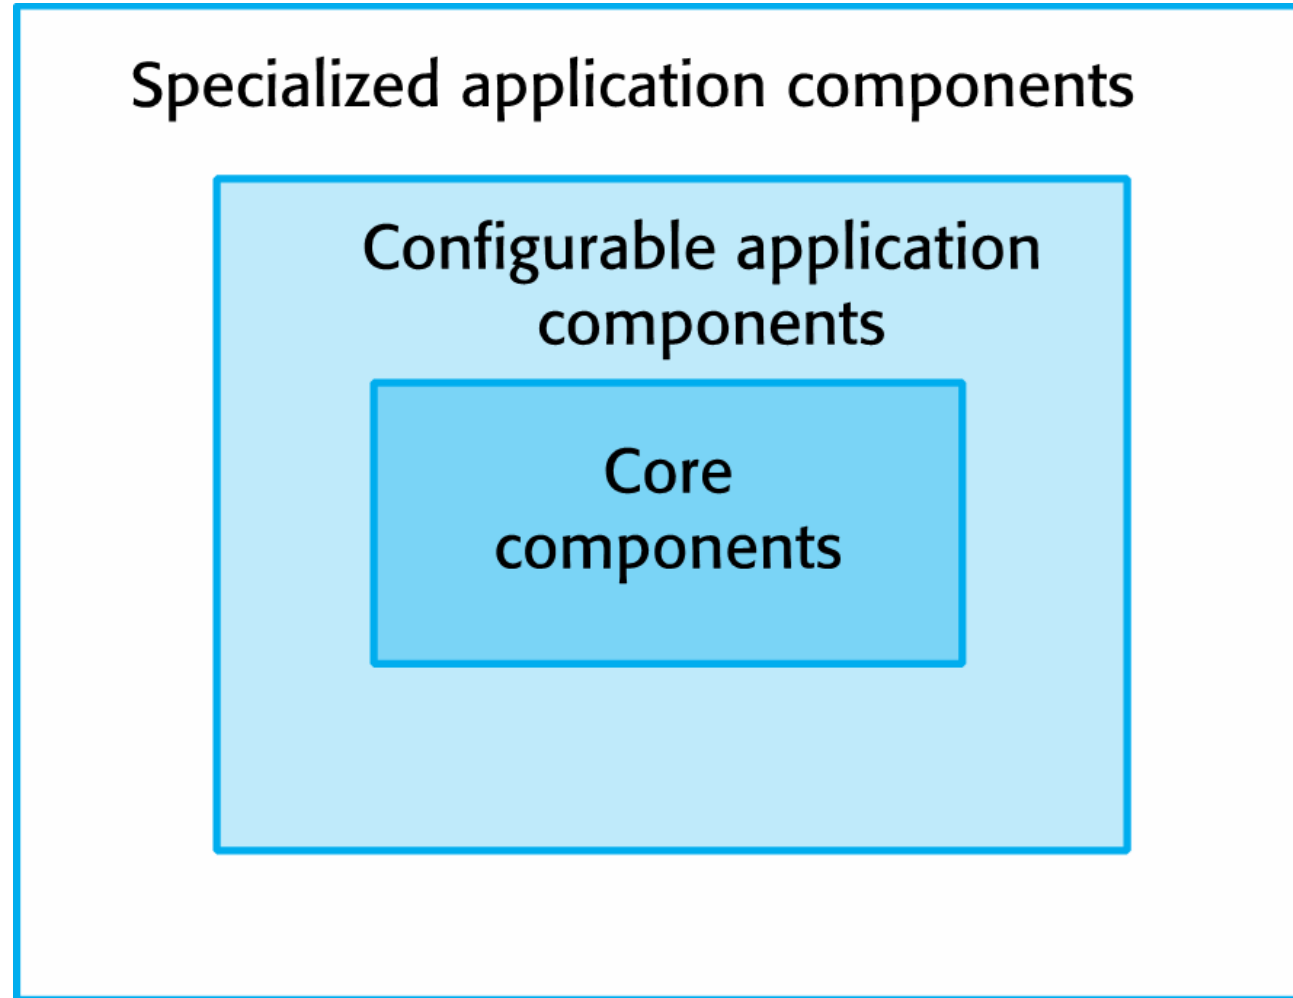 Specialized application components
Configurable application
components
Core
components